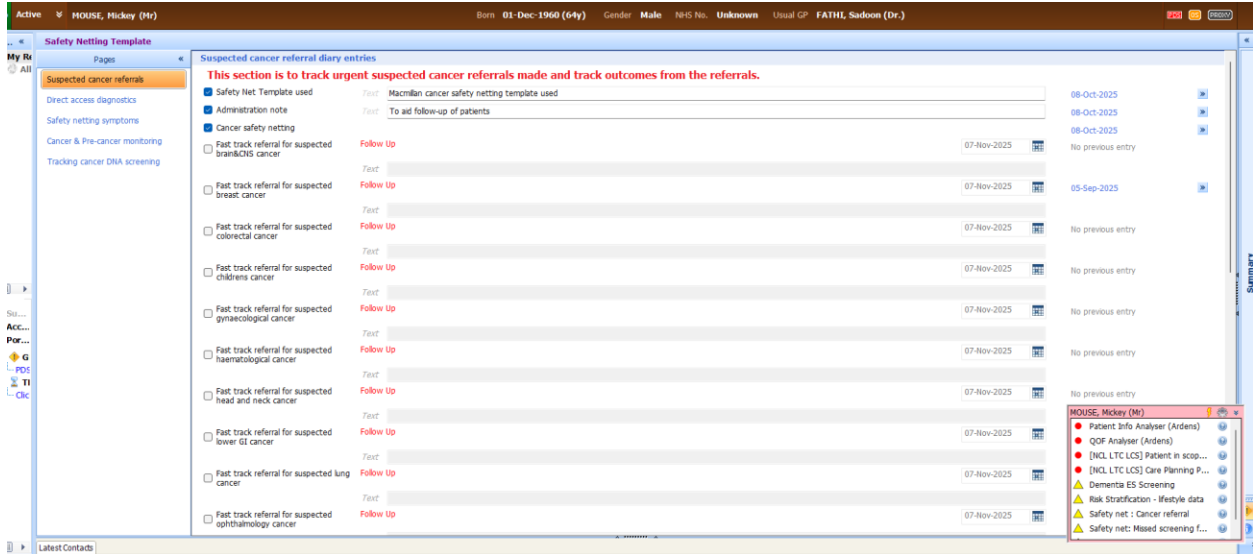 Active MOUSE, Mickey (Mr) Born 01-Dec-1960 (64y) Gender Male NHS No. Unknown Usual GP FATHI, Sadoon (Dr.) PROXY
Safety Netting Template
Pages
Suspected cancer referrals
Direct access diagnostics
Safety netting symptoms
Cancer & Pre-cancer monitoring
Tracking cancer DNA screening
My Re
All
Su...
Acc...
Por...
G
PDS
TI
Clic
Suspected cancer referral diary entries
This section is to track urgent suspected cancer referrals made and track outcomes from the referrals.
Safety Net Template used Text Macmillan cancer safety netting template used 08-Oct-2025
Administration note Text To aid follow-up of patients 08-Oct-2025
Cancer safety netting 08-Oct-2025
Fast track referral for suspected Follow Up 07-Nov-2025 No previous entry
brain&CNS cancer
Text
Fast track referral for suspected Follow Up 07-Nov-2025 05-Sep-2025
breast cancer
Text
Fast track referral for suspected Follow Up 07-Nov-2025 No previous entry
colorectal cancer
Text
Fast track referral for suspected Follow Up 07-Nov-2025 No previous entry
childrens cancer
Text
Fast track referral for suspected Follow Up 07-Nov-2025 No previous entry
gynaecological cancer
Text
Fast track referral for suspected Follow Up 07-Nov-2025 No previous entry
haematological cancer
Text
Fast track referral for suspected Follow Up 07-Nov-2025 No previous entry
head and neck cancer
Text
Fast track referral for suspected Follow Up 07-Nov-2025
lower GI cancer
Text
Fast track referral for suspected lung Follow Up 07-Nov-2025
cancer
Text
Fast track referral for suspected Follow Up 07-Nov-2025
ophthalmology cancer
Summary
MOUSE, Mickey (Mr)
Patient Info Analyser (Ardens)
QOF Analyser (Ardens)
[NCL LTC LCS] Patient in scop...
[NCL LTC LCS] Care Planning P...
Dementia ES Screening
Risk Stratification - lifestyle data
Safety net : Cancer referral
Safety net: Missed screening f...
Latest Contacts